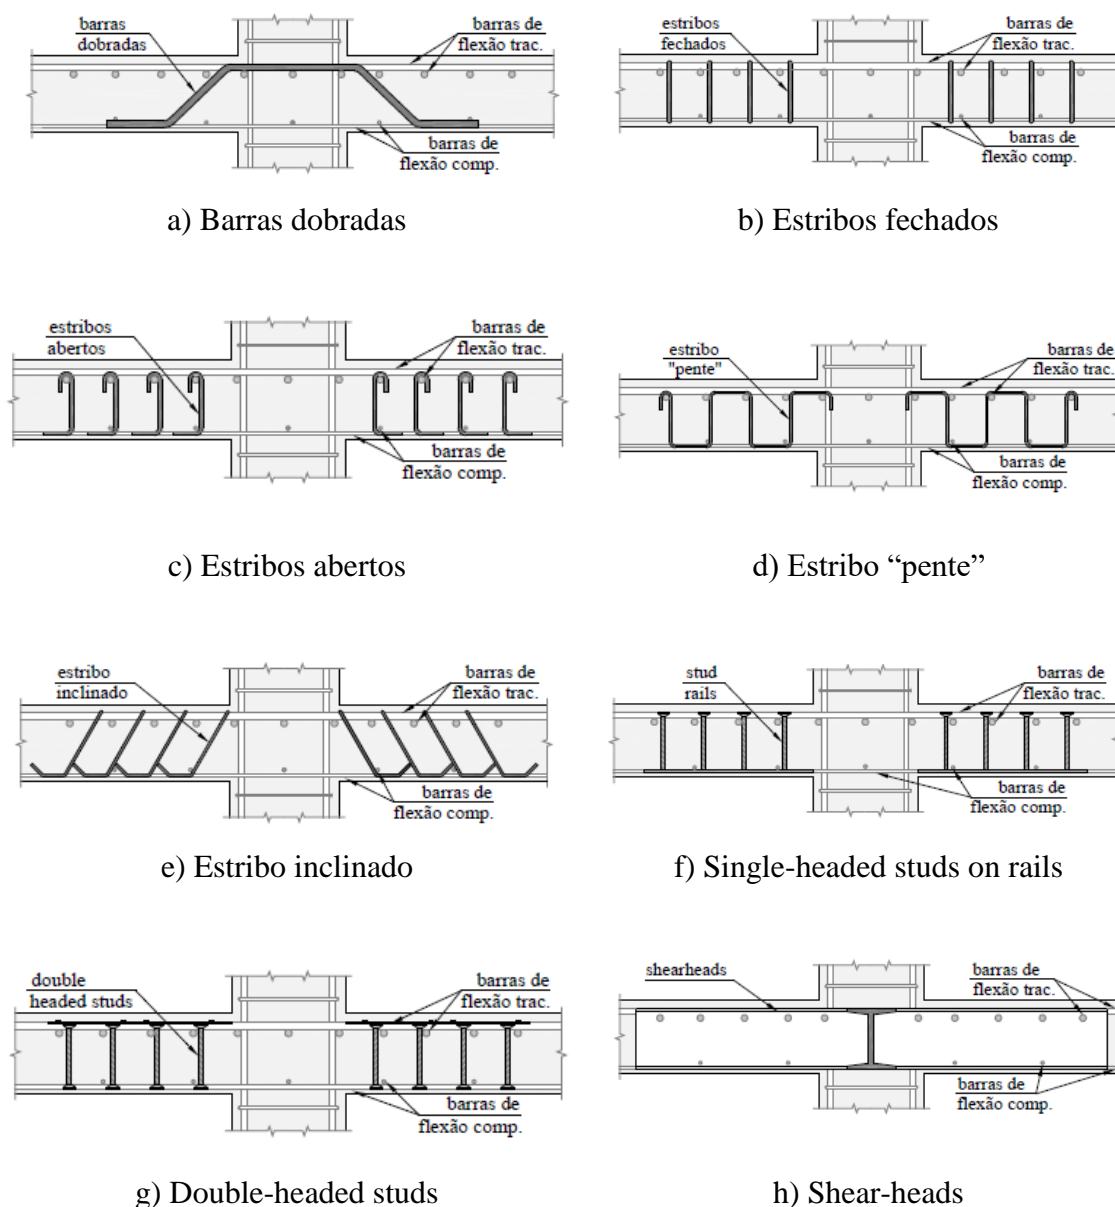 barras
dobradas
barras de
flexão trac.
barras de
flexão comp.
a) Barras dobradas
estribos
fechados
barras de
flexão trac.
barras de
flexão comp.
b) Estribos fechados
estribos
abertos
barras de
flexão trac.
barras de
flexão comp.
c) Estribos abertos
estribo
"pente"
barras de
flexão trac.
barras de
flexão comp.
d) Estribo “pente”
estribo
inclinado
barras de
flexão trac.
barras de
flexão comp.
e) Estribo inclinado
stud
rails
barras de
flexão trac.
barras de
flexão comp.
f) Single-headed studs on rails
double
headed studs
barras de
flexão trac.
barras de
flexão comp.
g) Double-headed studs
shearheads
barras de
flexão trac.
barras de
flexão comp.
h) Shear-heads